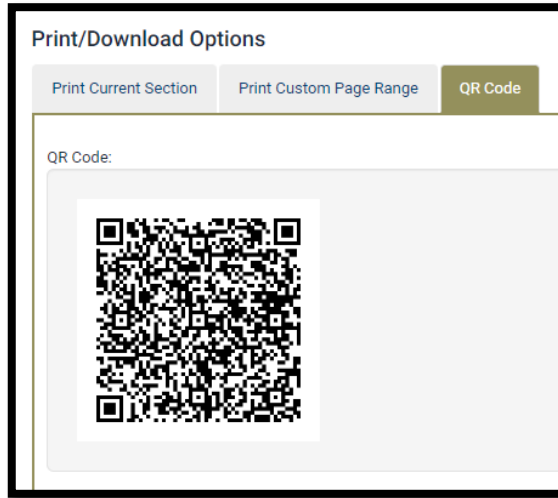 Print/Download Options
Print Current Section Print Custom Page Range QR Code
QR Code: